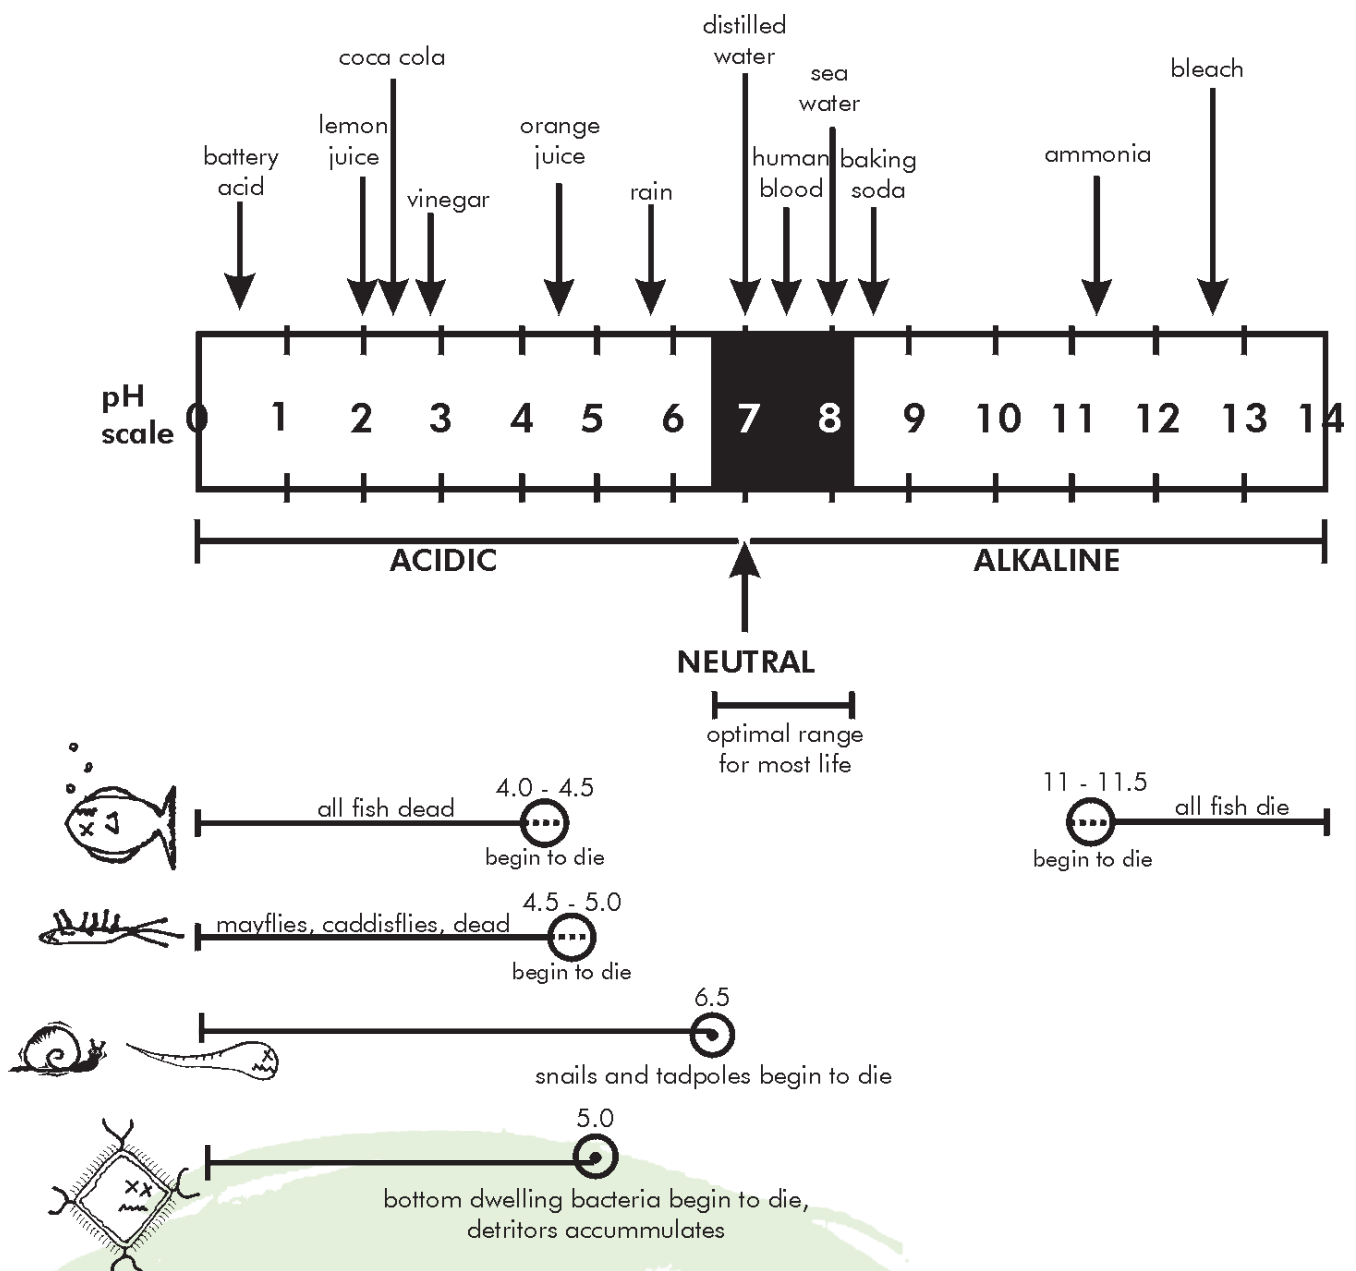 distilled
water
coca cola
sea
water
bleach
lemon
juice
orange
juice
battery
acid
human
blood
baking
soda
ammonia
vinegar
rain
pH
scale
0 1 2 3 4 5 6 7 8 9 10 11 12 13 14
ACIDIC
ALKALINE
NEUTRAL
optimal range
for most life
4.0 - 4.5
all fish dead
begin to die
11 - 11.5
all fish die
begin to die
4.5 - 5.0
mayflies, caddisflies, dead
begin to die
6.5
snails and tadpoles begin to die
5.0
bottom dwelling bacteria begin to die,
detritors accummulates